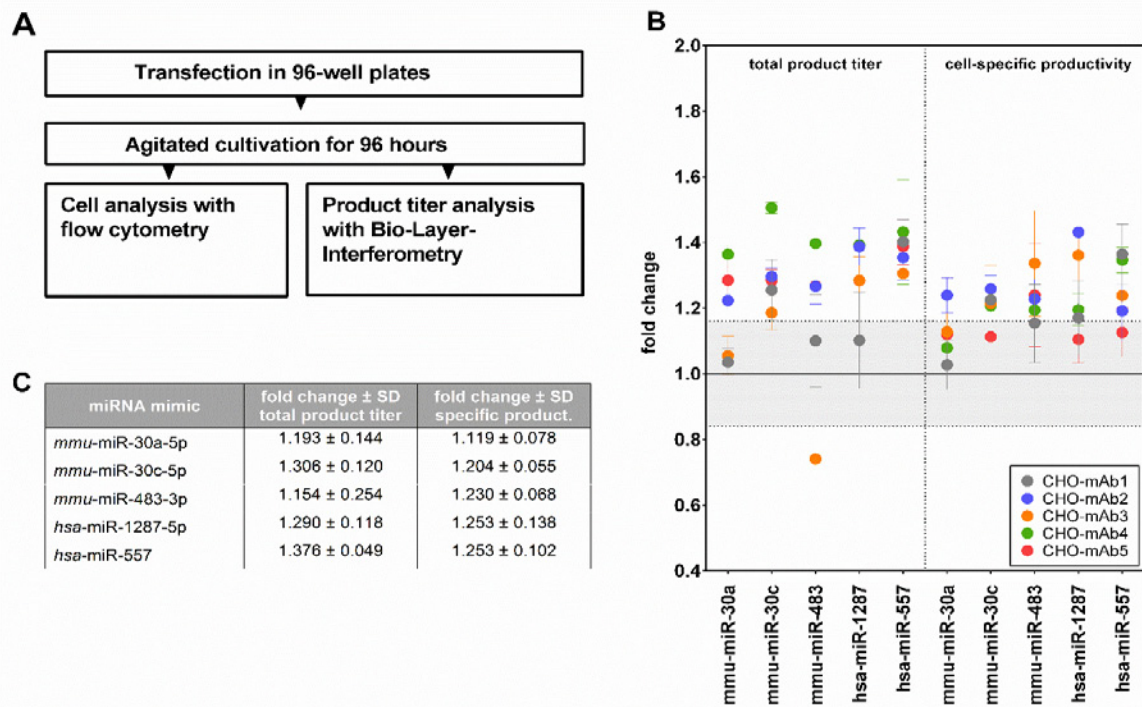 A
Transfection in 96-well plates
Agitated cultivation for 96 hours
Cell analysis with
flow cytometry
Product titer analysis
with Bio-Layer-
Interferometry
B
total product titer
cell-specific productivity
fold change
2.0
1.8
1.6
1.4
1.2
1.0
0.8
0.6
0.4
CHO-mAb1
CHO-mAb2
CHO-mAb3
CHO-mAb4
CHO-mAb5
mmu-miR-30a
mmu-miR-30c
mmu-miR-483
hsa-miR-1287
hsa-miR-557
mmu-miR-30a
mmu-miR-30c
mmu-miR-483
hsa-miR-1287
hsa-miR-557
C
miRNA mimic
fold change ± SD
total product titer
fold change ± SD
specific product.
mmu-miR-30a-5p 1.193 ± 0.144 1.119 ± 0.078
mmu-miR-30c-5p 1.306 ± 0.120 1.204 ± 0.055
mmu-miR-483-3p 1.154 ± 0.254 1.230 ± 0.068
hsa-miR-1287-5p 1.290 ± 0.118 1.253 ± 0.138
hsa-miR-557 1.376 ± 0.049 1.253 ± 0.102